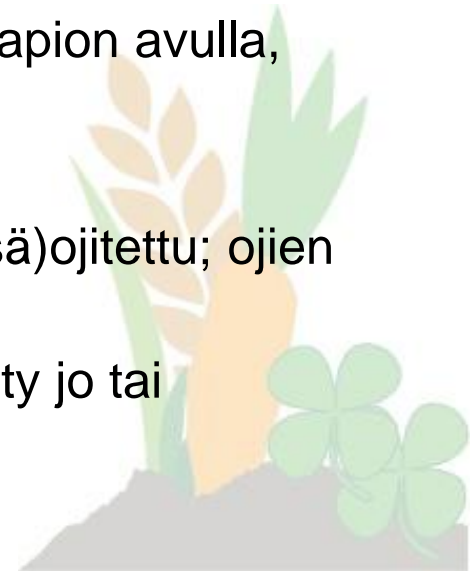 apion avulla,
sä)ojitettu; ojien
ty jo tai